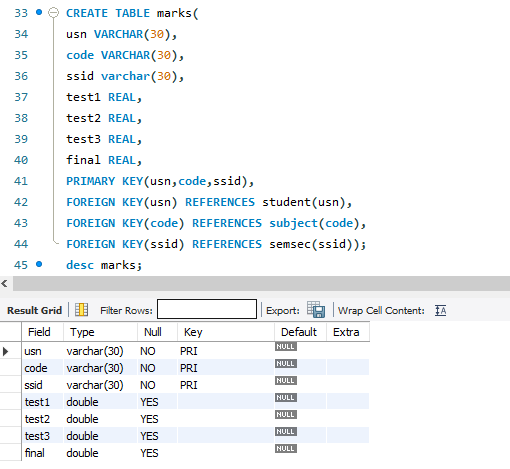 33 CREATE TABLE marks(
34 usn VARCHAR(30),
35 code VARCHAR(30),
36 ssid varchar(30),
37 test1 REAL,
38 test2 REAL,
39 test3 REAL,
40 final REAL,
41 PRIMARY KEY(usn,code,ssid),
42 FOREIGN KEY(usn) REFERENCES student(usn),
43 FOREIGN KEY(code) REFERENCES subject(code),
44 FOREIGN KEY(ssid) REFERENCES semsec(ssid));
45 desc marks;
Result Grid Filter Rows: Export: Wrap Cell Content: IA
Field Type Null Key Default Extra
usn varchar(30) NO PRI NULL
code varchar(30) NO PRI NULL
ssid varchar(30) NO PRI NULL
test1 double YES NULL
test2 double YES NULL
test3 double YES NULL
final double YES NULL